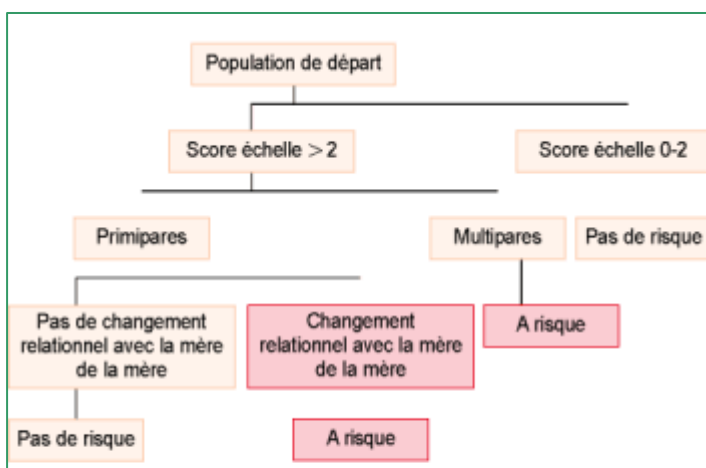 Population de départ
Score échelle > 2
Score échelle 0-2
Primipares
Multipares
Pas de risque
Pas de changement
relationnel avec la mère
de la mère
Changement
relationnel avec la mère
de la mère
A risque
Pas de risque
A risque